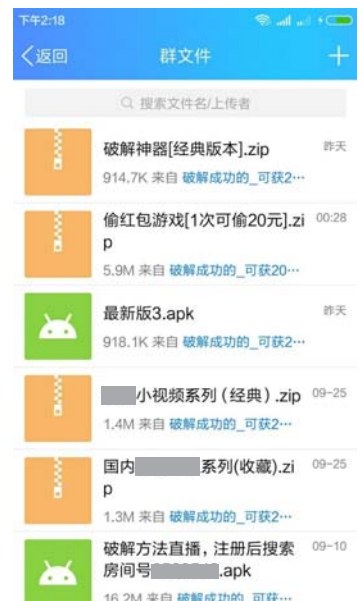 下午2:18
返回
群文件
搜索文件名/上传者
破解神器[经典版本].zip 昨天
914.7K 来自 破解成功的_可获2…
偷红包游戏[1次可偷20元].zi 00:28
p
5.9M 来自 破解成功的_可获20…
最新版3.apk 昨天
918.1K 来自 破解成功的_可获2…
小视频系列(经典).zip 09-25
1.4M 来自 破解成功的_可获2…
国内 系列(收藏).zi 09-25
p
1.3M 来自 破解成功的_可获2…
破解方法直播,注册后搜索 09-10
房间号 .apk
16.2M 来自 破解成功的_可获…